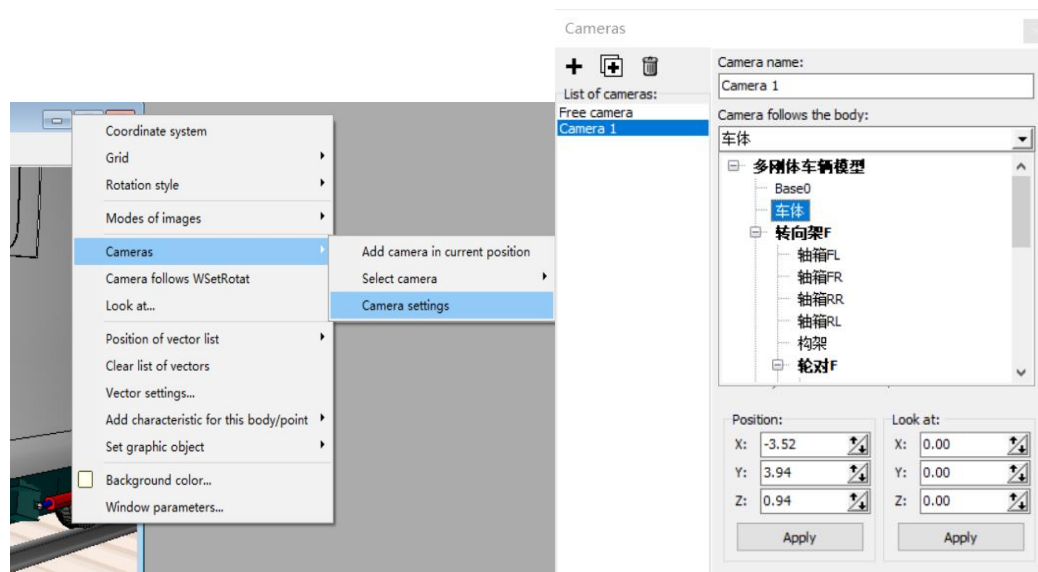 Coordinate system
Grid
Rotation style
Modes of images
Cameras
Camera follows WSetRotat
Look at...
Position of vector list
Clear list of vectors
Vector settings...
Add characteristic for this body/point
Set graphic object
Background color...
Window parameters...
Add camera in current position
Select camera
Camera settings
Cameras
List of cameras:
Free camera
Camera 1
Camera name:
Camera 1
Camera follows the body:
车体
多刚体车辆模型
Base0
车体
转向架F
轴箱FL
轴箱FR
轴箱RR
轴箱RL
构架
轮对F
Position:
X: -3.52
Y: 3.94
Z: 0.94
Apply
Look at:
X: 0.00
Y: 0.00
Z: 0.00
Apply